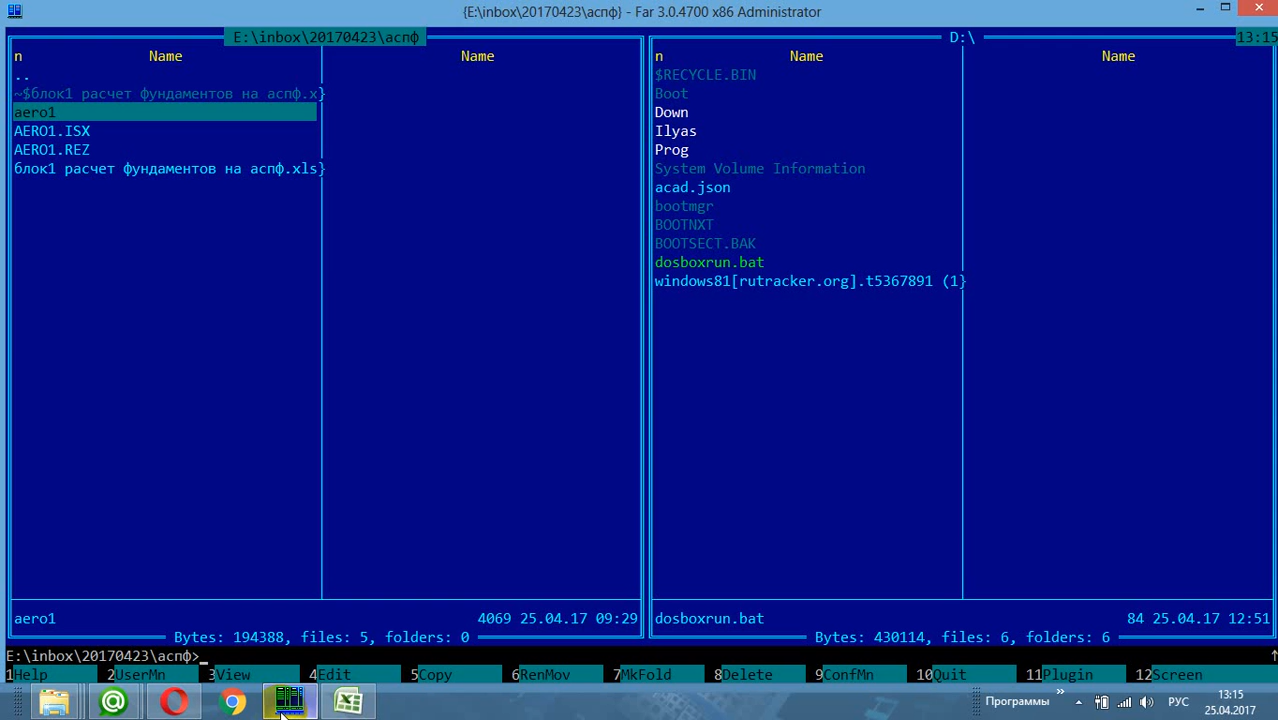 {E:\inbox\20170423\аспф} - Far 3.0.4700 x86 Administrator
E:\inbox\20170423\аспф
n Name Name
..
~$блок1 расчет фундаментов на аспф.x}
aero1
AERO1.ISX
AERO1.REZ
блок1 расчет фундаментов на аспф.xls}
aero1 4069 25.04.17 09:29
Bytes: 194388, files: 5, folders: 0
D:\ 13:15
n Name Name
$RECYCLE.BIN
Boot
Down
Ilyas
Prog
System Volume Information
acad.json
bootmgr
BOOTNXT
BOOTSECT.BAK
dosboxrun.bat
windows81[rutracker.org].t5367891 (1}
dosboxrun.bat 84 25.04.17 12:51
Bytes: 430114, files: 6, folders: 6
E:\inbox\20170423\аспф>_
1Help 2UserMn 3View 4Edit 5Copy 6RenMov 7MkFold 8Delete 9ConfMn 10Quit 11Plugin 12Screen
Программы » РУС 13:15
25.04.2017